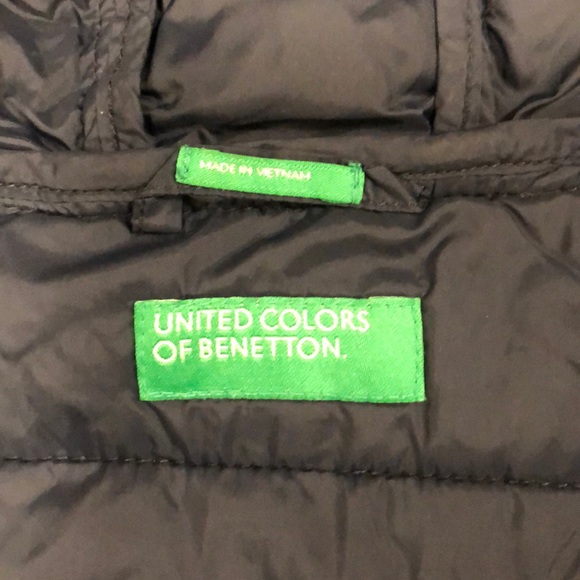 MADE IN VIETNAM
UNITED COLORS
OF BENETTON.